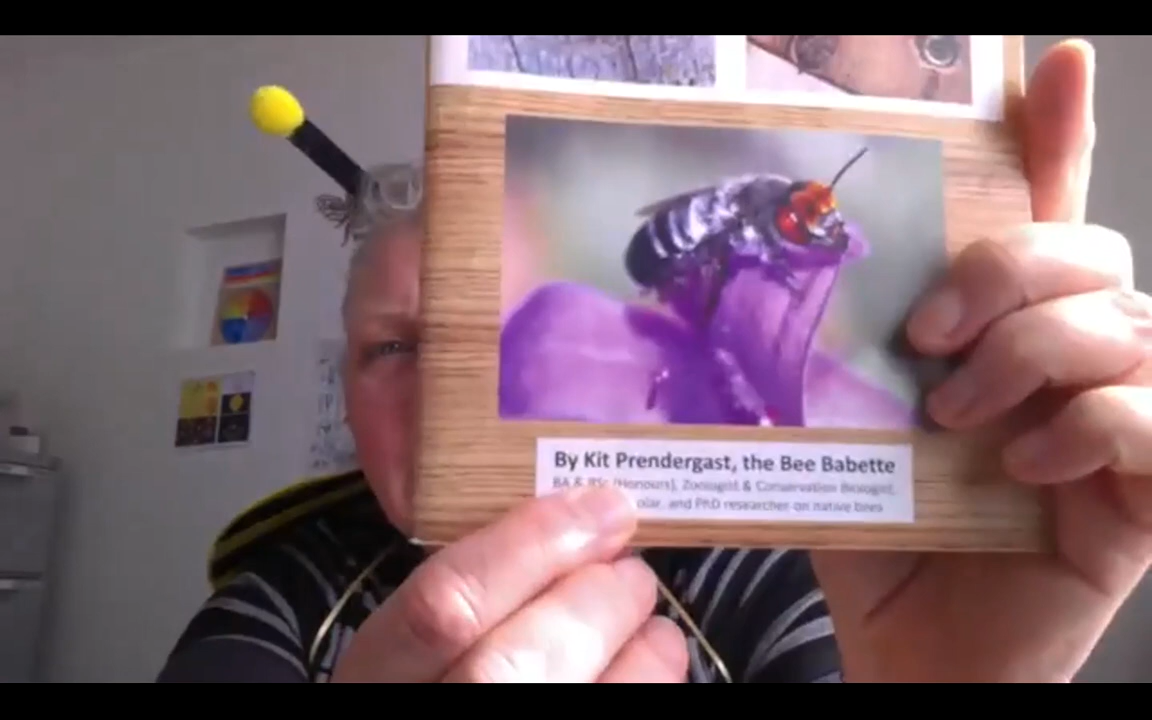 By Kit Prendergast, the Bee Babette
BA & BSc (Honours), Zoologist & Conservation Biologist,
and PhD researcher on native bees